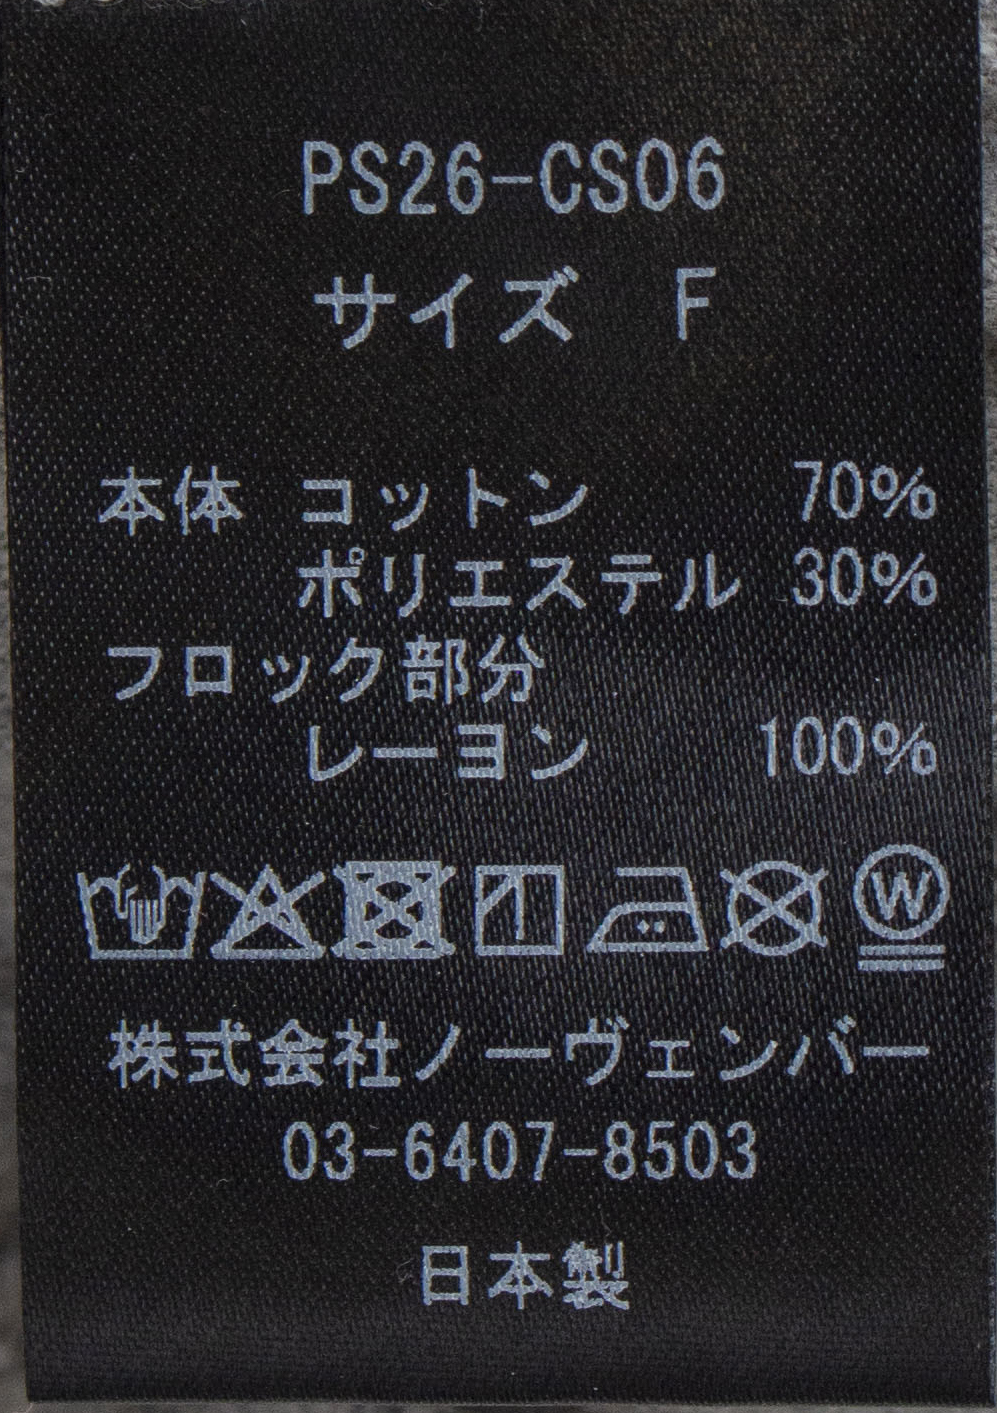 PS26-CS06
サイズ F
本体 コットン 70%
ポリエステル 30%
フロック部分
レーヨン 100%
W
株式会社ノーヴェンバー
03-6407-8503
日本製